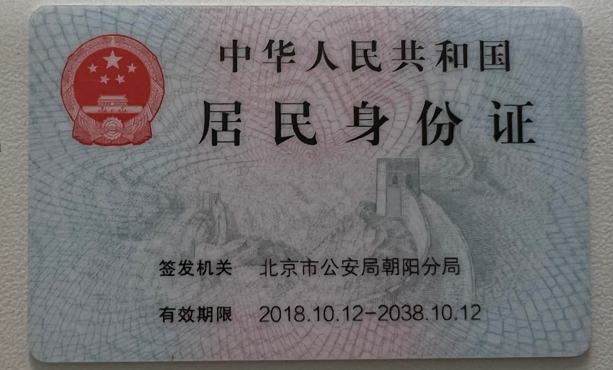 中华人民共和国
居民身份证
签发机关 北京市公安局朝阳分局
有效期限 2018.10.12-2038.10.12